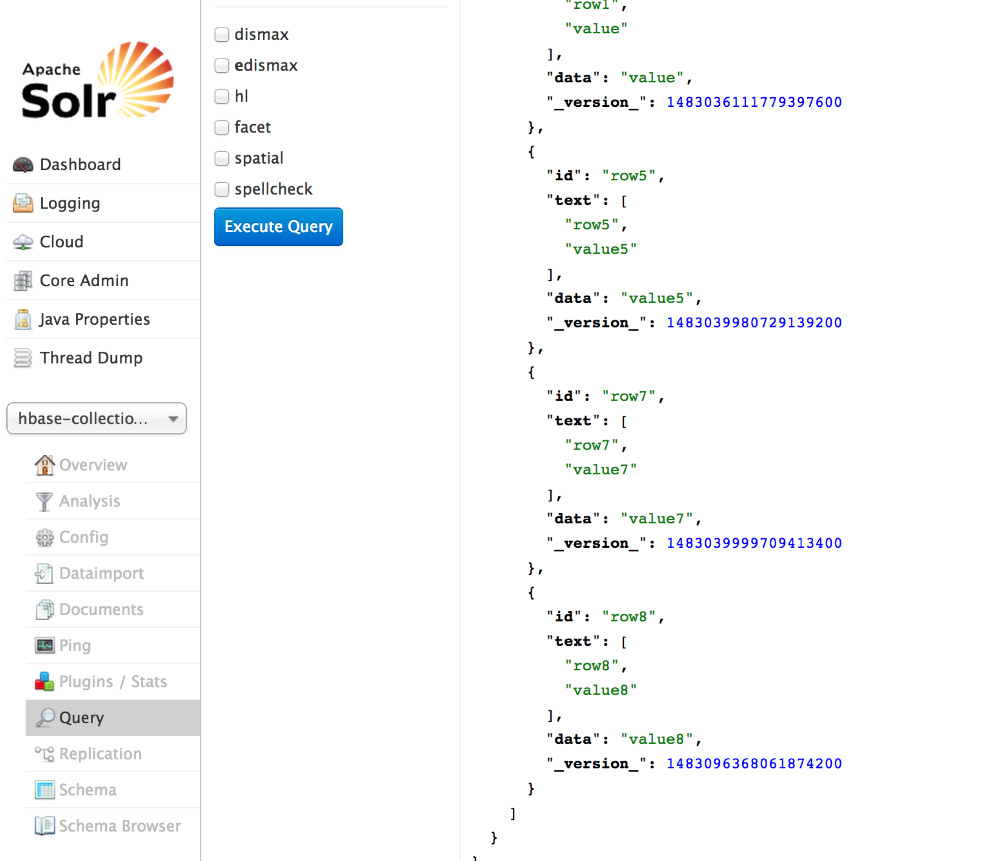 Apache
Solr
Dashboard
Logging
Cloud
Core Admin
Java Properties
Thread Dump
hbase-collectio...
Overview
Analysis
Config
Dataimport
Documents
Ping
Plugins / Stats
Query
Replication
Schema
Schema Browser
dismax
edismax
hl
facet
spatial
spellcheck
Execute Query
"row1",
"value"
],
"data": "value",
"_version_": 1483036111779397600
},
{
"id": "row5",
"text": [
"row5",
"value5"
],
"data": "value5",
"_version_": 1483039980729139200
},
{
"id": "row7",
"text": [
"row7",
"value7"
],
"data": "value7",
"_version_": 1483039999709413400
},
{
"id": "row8",
"text": [
"row8",
"value8"
],
"data": "value8",
"_version_": 1483096368061874200
}
]
}
}